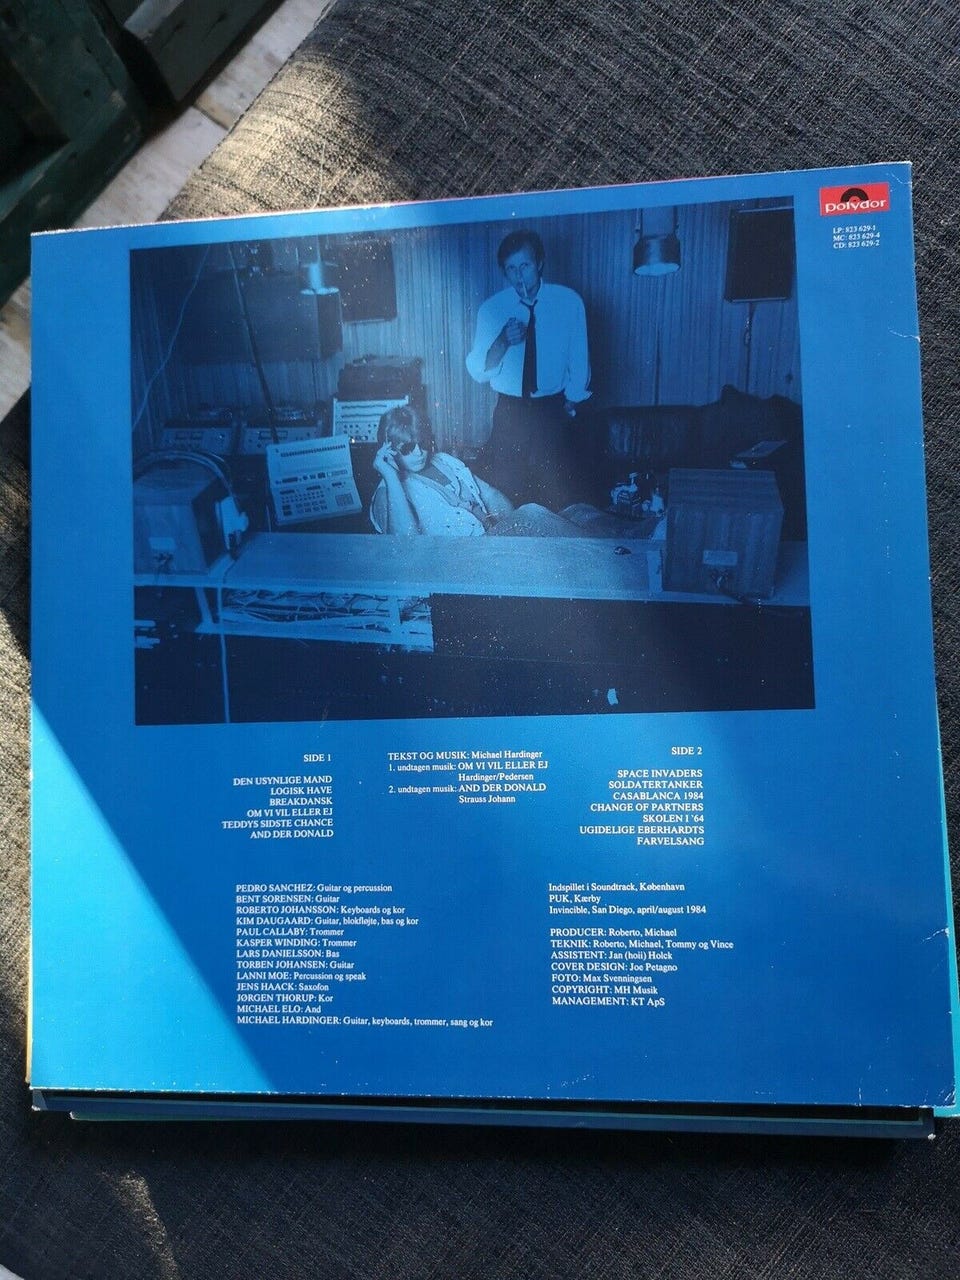 polydor
LP: 823 629-1
MC: 823 629-4
CD: 823 629-2
SIDE 1
DEN USYNLIGE MAND
LOGISK HAVE
BREAKDANSK
OM VI VIL ELLER EJ
TEDDYS SIDSTE CHANCE
AND DER DONALD
TEKST OG MUSIK: Michael Hardinger
1. undtagen musik: OM VI VIL ELLER EJ
Hardinger/Pedersen
2. undtagen musik: AND DER DONALD
Strauss Johann
SIDE 2
SPACE INVADERS
SOLDATERTANKER
CASABLANCA 1984
CHANGE OF PARTNERS
SKOLEN I '64
UGIDELIGE EBERHARDTS
FARVELSANG
PEDRO SANCHEZ: Guitar og percussion
BENT SORENSEN: Guitar
ROBERTO JOHANSSON: Keyboards og kor
KIM DAUGAARD: Guitar, blokfløjte, bas og kor
PAUL CALLABY: Trommer
KASPER WINDING: Trommer
LARS DANIELSSON: Bas
TORBEN JOHANSEN: Guitar
LANNI MOE: Percussion og speak
JENS HAACK: Saxofon
JØRGEN THORUP: Kor
MICHAEL ELO: And
MICHAEL HARDINGER: Guitar, keyboards, trommer, sang og kor
Indspillet i Soundtrack, København
PUK, Kærby
Invincible, San Diego, april/august 1984
PRODUCER: Roberto, Michael
TEKNIK: Roberto, Michael, Tommy og Vince
ASSISTENT: Jan (hoii) Holck
COVER DESIGN: Joe Petagno
FOTO: Max Svenningsen
COPYRIGHT: MH Musik
MANAGEMENT: KT ApS